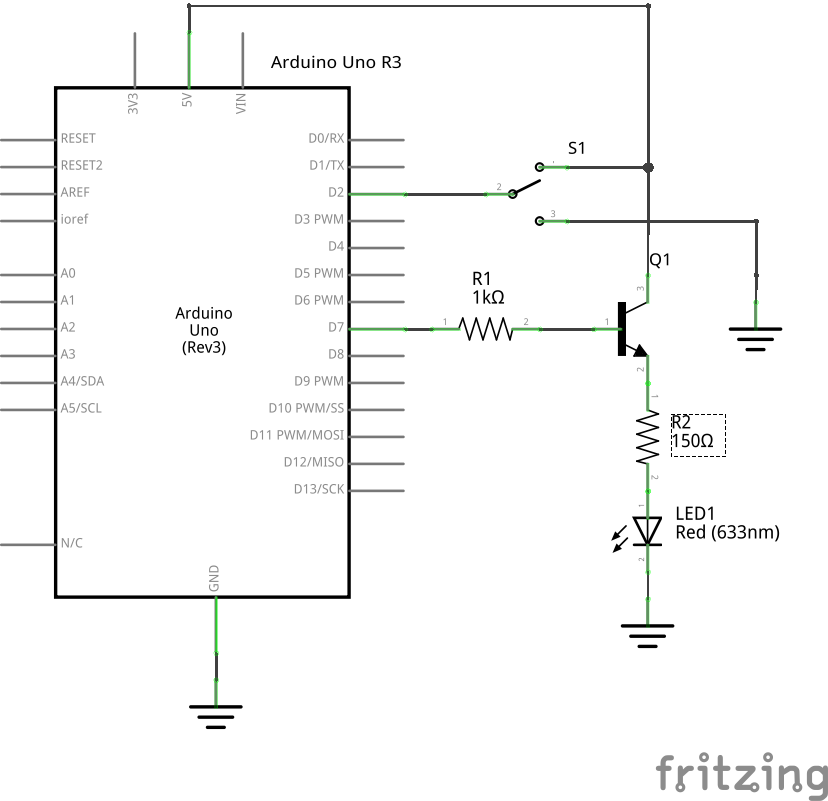 Arduino Uno R3
3V3
5V
VIN
RESET
RESET2
AREF
ioref
A0
A1
A2
A3
A4/SDA
A5/SCL
N/C
Arduino
Uno
(Rev3)
D0/RX
D1/TX
D2
D3 PWM
D4
D5 PWM
D6 PWM
D7
D8
D9 PWM
D10 PWM/SS
D11 PWM/MOSI
D12/MISO
D13/SCK
GND
S1
1
2
3
Q1
3
1
2
R1
1kΩ
1
2
R2
150Ω
1
2
LED1
Red (633nm)
1
2
fritzing